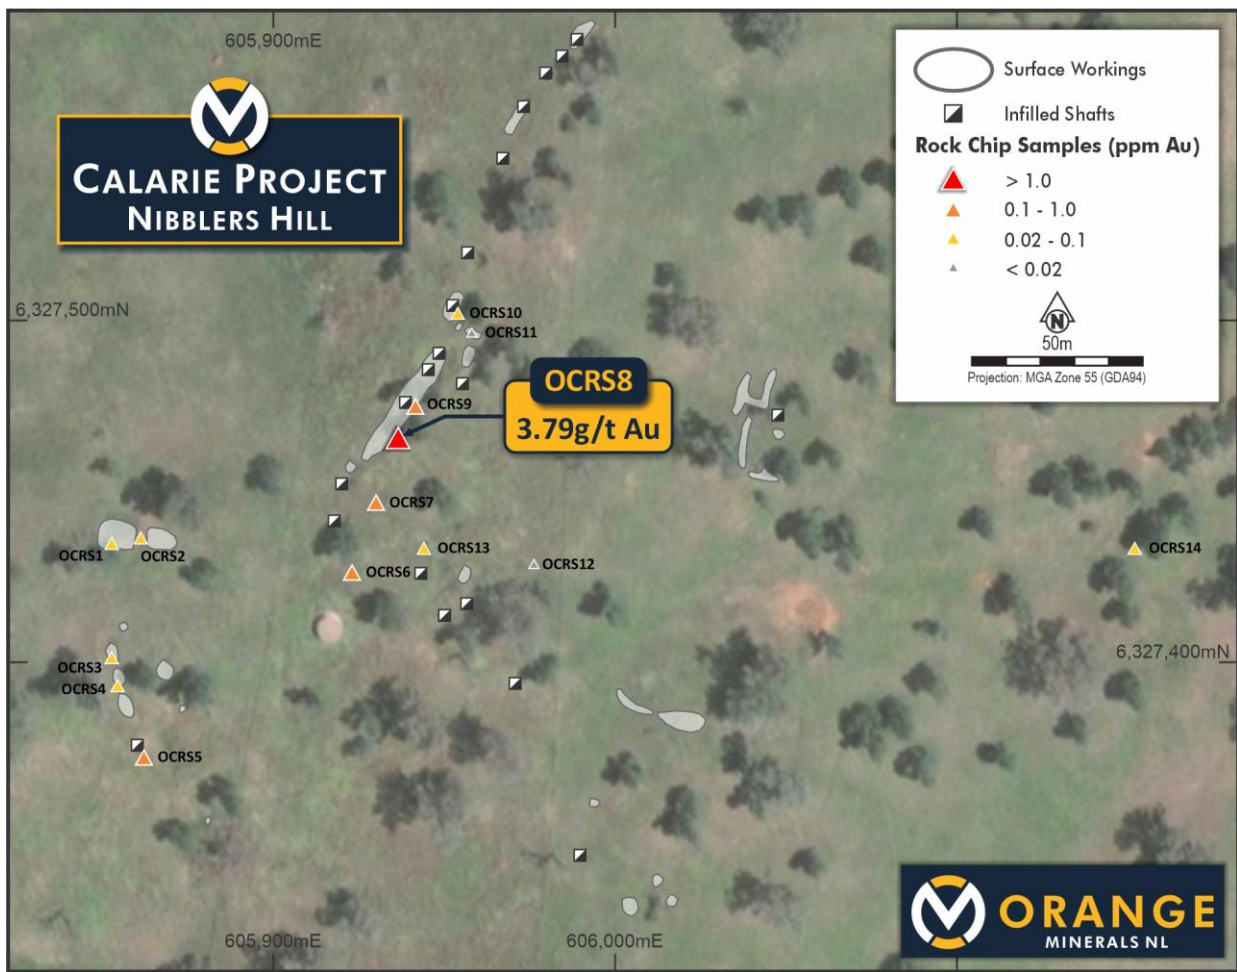 605,900mE
CALARIE PROJECT
NIBBLERS HILL
Surface Workings
Infilled Shafts
Rock Chip Samples (ppm Au)
> 1.0
0.1 - 1.0
0.02 - 0.1
< 0.02
N
50m
Projection: MGA Zone 55 (GDA94)
6,327,500mN
OCRS10
OCRS11
OCRS8
3.79g/t Au
OCRS9
OCRS7
OCRS1
OCRS2
OCRS13
OCRS12
OCRS14
OCRS6
OCRS3
OCRS4
6,327,400mN
OCRS5
605,900mE
606,000mE
ORANGE
MINERALS NL